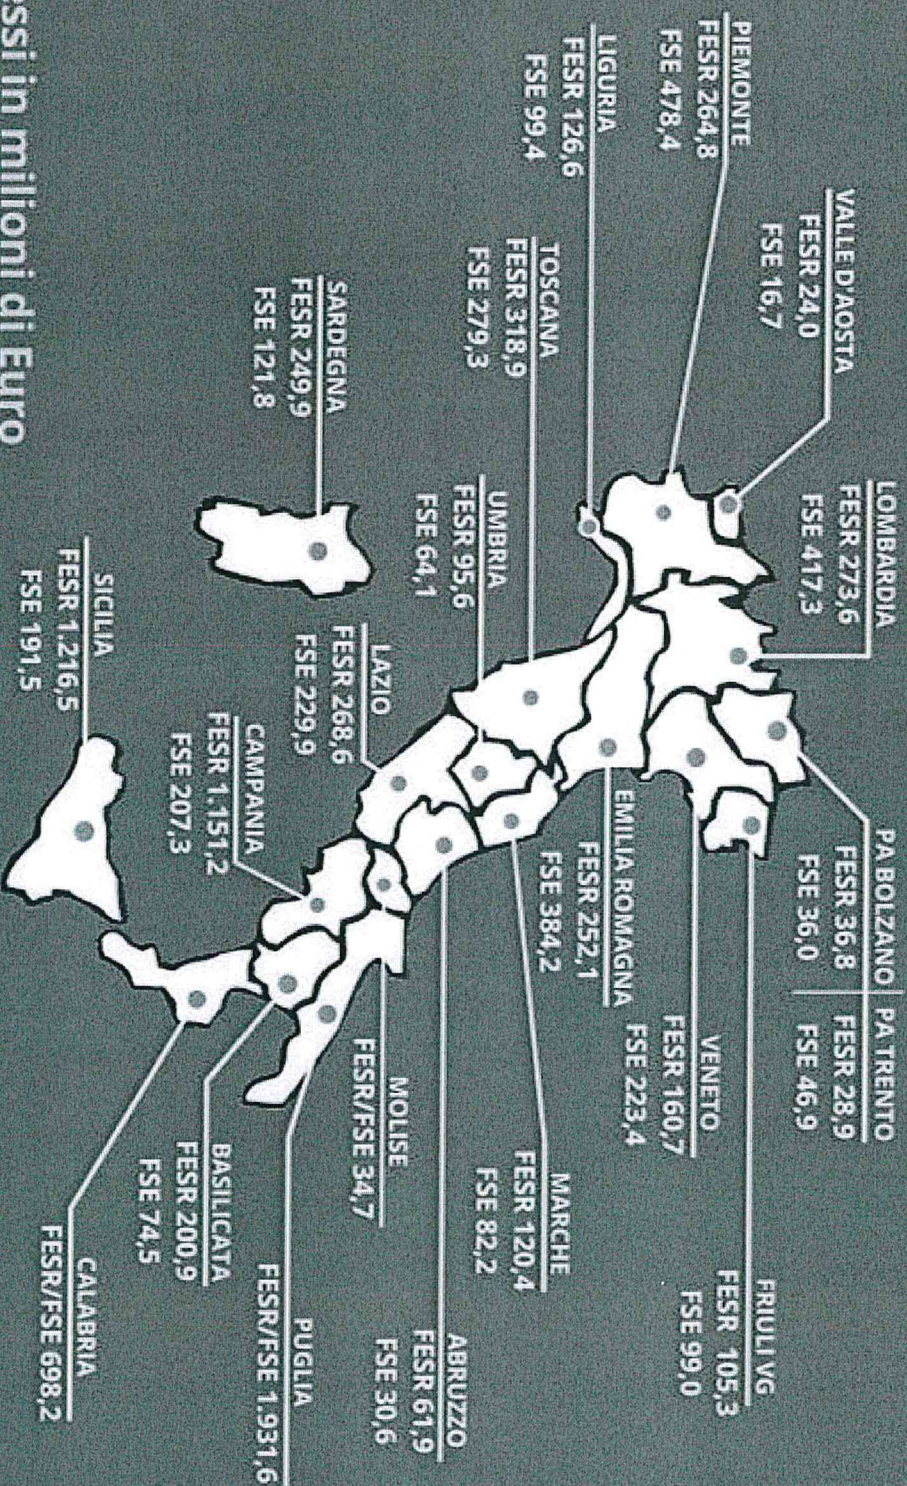 LOMBARDIA
FESR 273,6
FSE 417,3
PA BOLZANO
FESR 36,8
FSE 36,0
PA TRENTO
FESR 28,9
FSE 46,9
VALLE D'AOSTA
FESR 24,0
FSE 16,7
PIEMONTE
FESR 264,8
FSE 478,4
FRIULI VG
FESR 105,3
FSE 99,0
VENETO
FESR 160,7
FSE 223,4
LIGURIA
FESR 126,6
FSE 99,4
EMILIA ROMAGNA
FESR 252,1
FSE 384,2
TOSCANA
FESR 318,9
FSE 279,3
MARCHE
FESR 120,4
FSE 82,2
UMBRIA
FESR 95,6
FSE 64,1
ABRUZZO
FESR 61,9
FSE 30,6
LAZIO
FESR 268,6
FSE 229,9
MOLISE
FESR/FSE 34,7
SARDEGNA
FESR 249,9
FSE 121,8
PUGLIA
FESR/FSE 1.931,6
CAMPANIA
FESR 1.151,2
FSE 207,3
BASILICATA
FESR 200,9
FSE 74,5
SICILIA
FESR 1.216,5
FSE 191,5
CALABRIA
FESR/FSE 698,2
in milioni di Euro